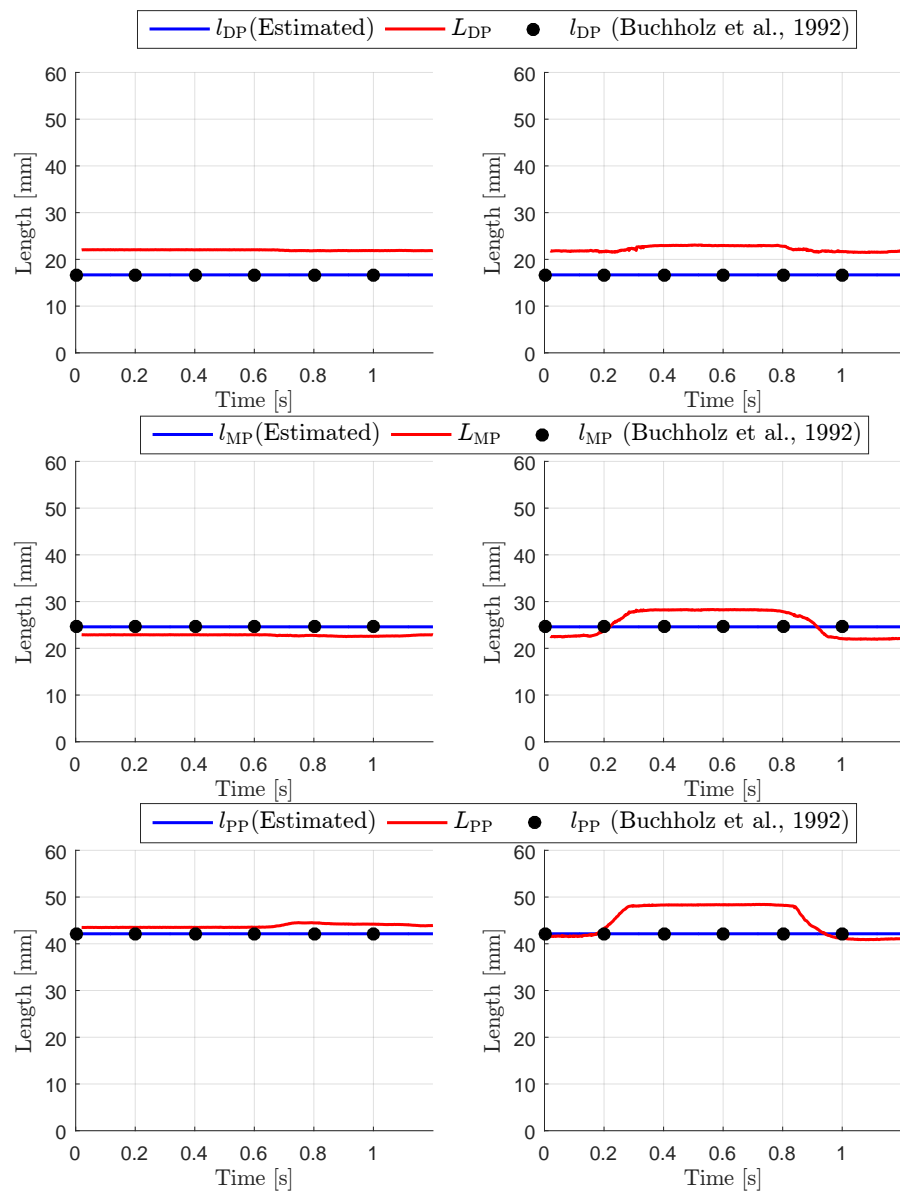 l_DP(Estimated) L_DP l_DP (Buchholz et al., 1992)
60 60
50 50
40 40
30 30
20 20
10 10
0 0
Length [mm] Length [mm]
0 0.2 0.4 0.6 0.8 1 0 0.2 0.4 0.6 0.8 1
Time [s] Time [s]
l_MP(Estimated) L_MP l_MP (Buchholz et al., 1992)
60 60
50 50
40 40
30 30
20 20
10 10
0 0
Length [mm] Length [mm]
0 0.2 0.4 0.6 0.8 1 0 0.2 0.4 0.6 0.8 1
Time [s] Time [s]
l_PP(Estimated) L_PP l_PP (Buchholz et al., 1992)
60 60
50 50
40 40
30 30
20 20
10 10
0 0
Length [mm] Length [mm]
0 0.2 0.4 0.6 0.8 1 0 0.2 0.4 0.6 0.8 1
Time [s] Time [s]